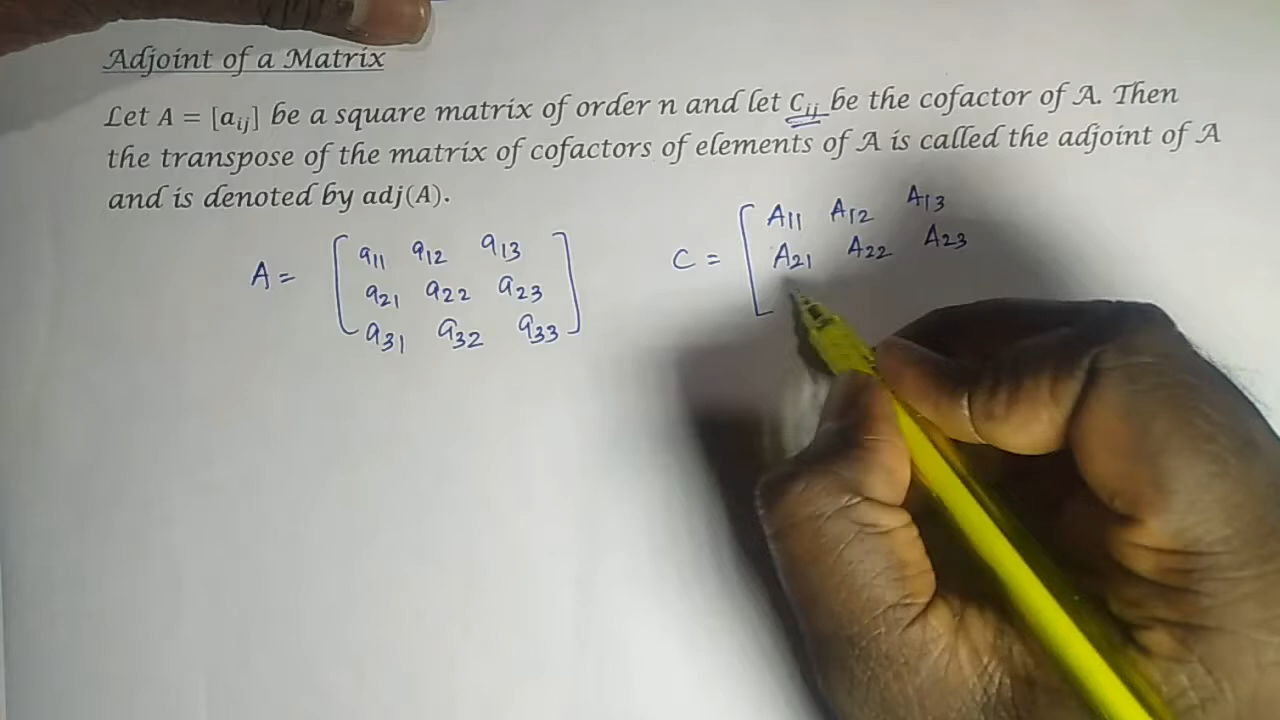 Adjoint of a Matrix
Let A = [aij] be a square matrix of order n and let Cij be the cofactor of A. Then
the transpose of the matrix of cofactors of elements of A is called the adjoint of A
and is denoted by adj(A).
A = [ a11 a12 a13
a21 a22 a23
a31 a32 a33 ]
C = [ A11 A12 A13
A21 A22 A23